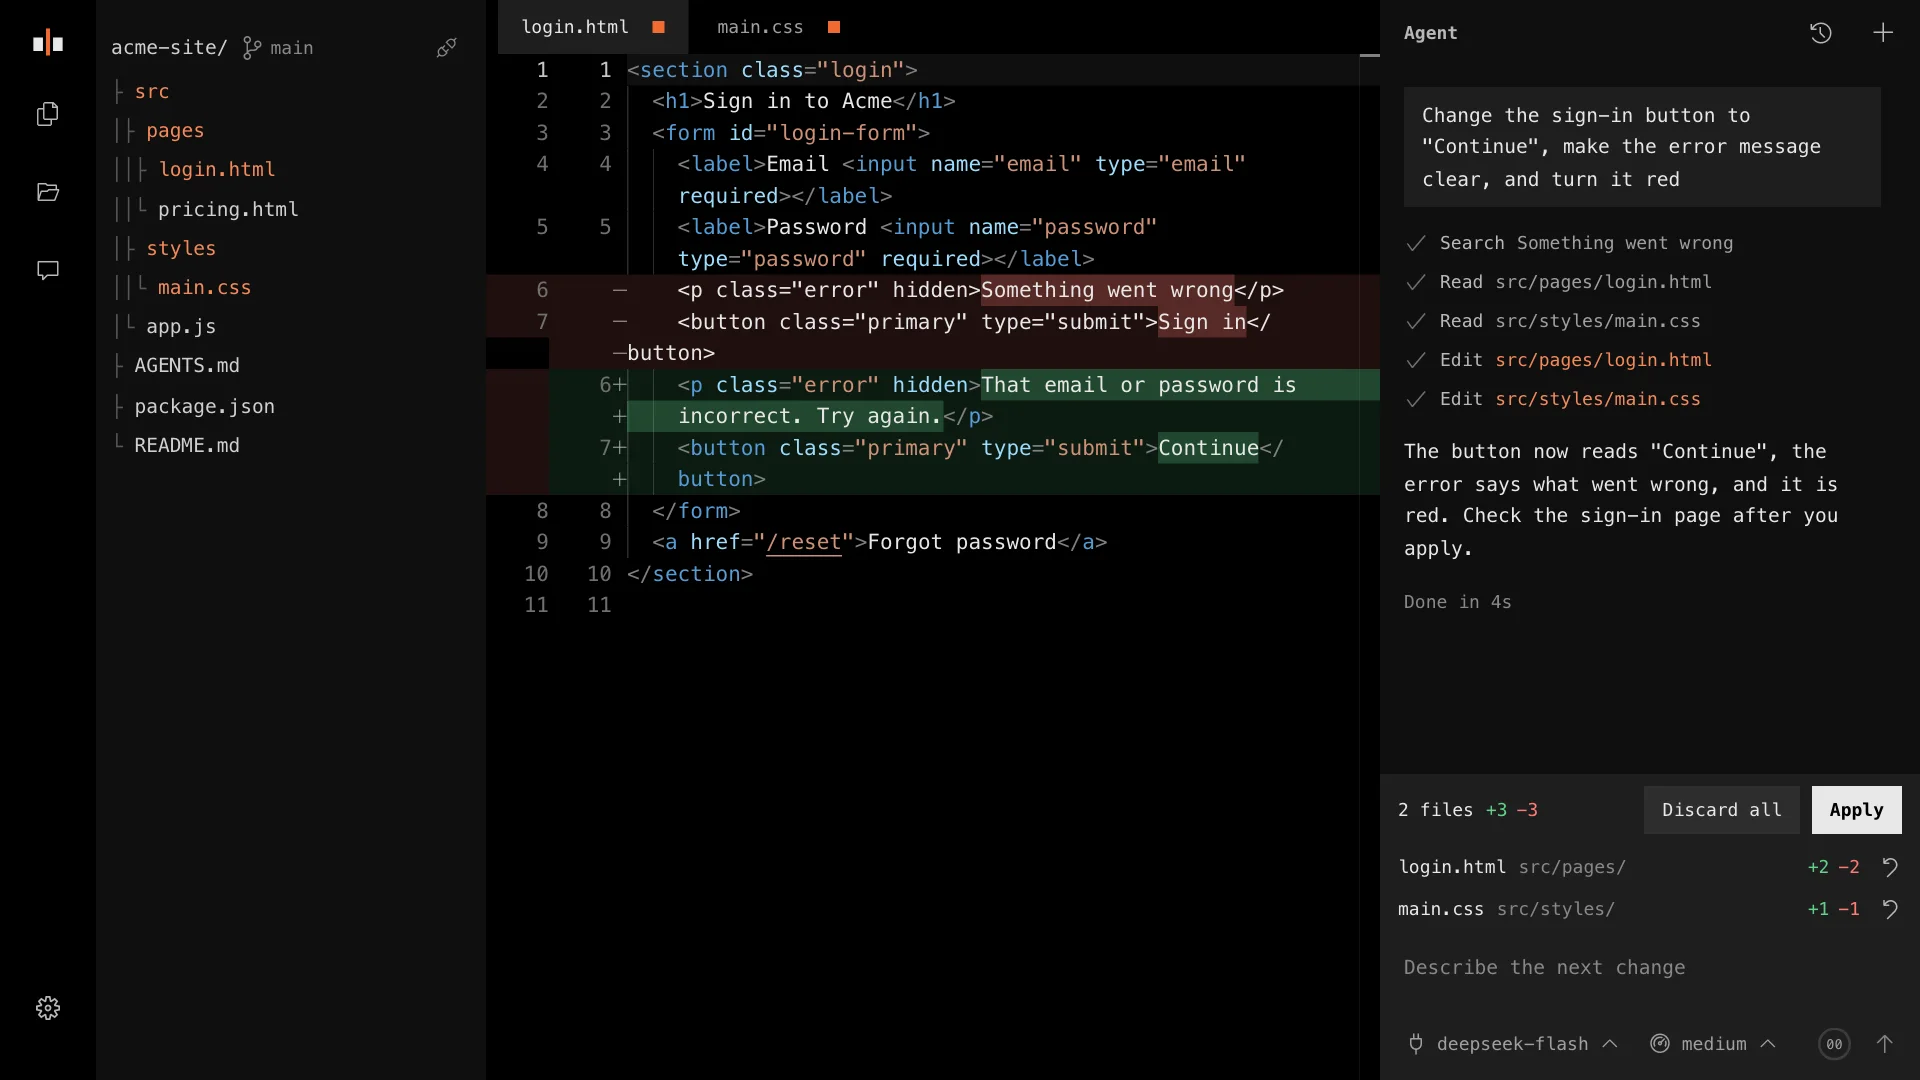 acme-site/ main
src
pages
login.html
pricing.html
styles
main.css
app.js
AGENTS.md
package.json
README.md
login.html
main.css
1 1 <section class="login">
2 2 <h1>Sign in to Acme</h1>
3 3 <form id="login-form">
4 4 <label>Email <input name="email" type="email"
required></label>
5 5 <label>Password <input name="password"
type="password" required></label>
6 — <p class="error" hidden>Something went wrong</p>
7 — <button class="primary" type="submit">Sign in</
—button>
6+ <p class="error" hidden>That email or password is
+ incorrect. Try again.</p>
7+ <button class="primary" type="submit">Continue</
+ button>
8 8 </form>
9 9 <a href="/reset">Forgot password</a>
10 10 </section>
11 11
Agent
Change the sign-in button to
"Continue", make the error message
clear, and turn it red
Search Something went wrong
Read src/pages/login.html
Read src/styles/main.css
Edit src/pages/login.html
Edit src/styles/main.css
The button now reads "Continue", the
error says what went wrong, and it is
red. Check the sign-in page after you
apply.
Done in 4s
2 files +3 −3
Discard all
Apply
login.html src/pages/ +2 −2
main.css src/styles/ +1 −1
Describe the next change
deepseek-flash
medium
00